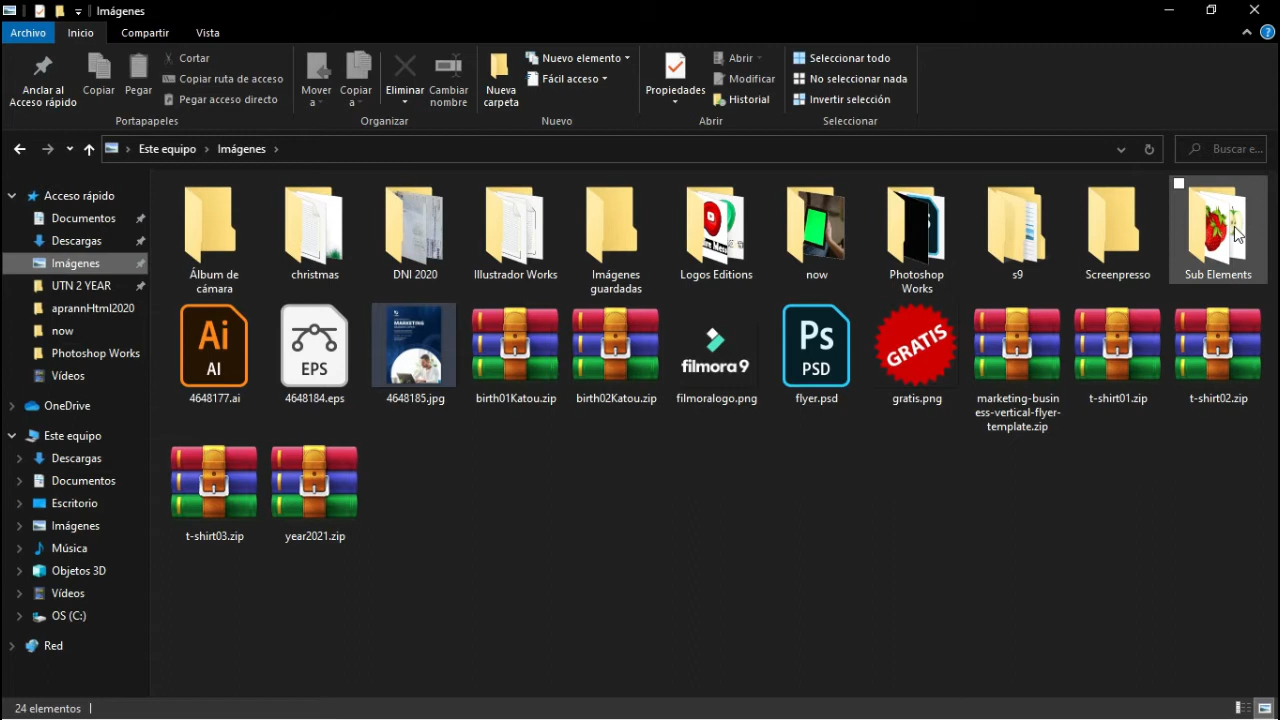 Imágenes
Archivo
Inicio
Compartir
Vista
Anclar al
Acceso rápido
Copiar
Pegar
Cortar
Copiar ruta de acceso
Pegar acceso directo
Portapapeles
Mover
a
Copiar
a
Eliminar
Cambiar
nombre
Organizar
Nueva
carpeta
Nuevo elemento
Fácil acceso
Nuevo
Propiedades
Abrir
Modificar
Historial
Abrir
Seleccionar todo
No seleccionar nada
Invertir selección
Seleccionar
Este equipo
Imágenes
Buscar e...
Acceso rápido
Documentos
Descargas
Imágenes
UTN 2 YEAR
aprannHtml2020
now
Photoshop Works
Vídeos
OneDrive
Este equipo
Descargas
Documentos
Escritorio
Imágenes
Música
Objetos 3D
Vídeos
OS (C:)
Red
Álbum de
cámara
christmas
DNI 2020
Illustrador Works
Imágenes
guardadas
Logos Editions
now
Photoshop
Works
s9
Screenpresso
Sub Elements
Ai
AI
4648177.ai
EPS
4648184.eps
MARKETING
4648185.jpg
birth01Katou.zip
birth02Katou.zip
filmora9
filmoralogo.png
Ps
PSD
flyer.psd
GRATIS
gratis.png
marketing-busi
ess-vertical-flyer-
template.zip
t-shirt01.zip
t-shirt02.zip
t-shirt03.zip
year2021.zip
24 elementos